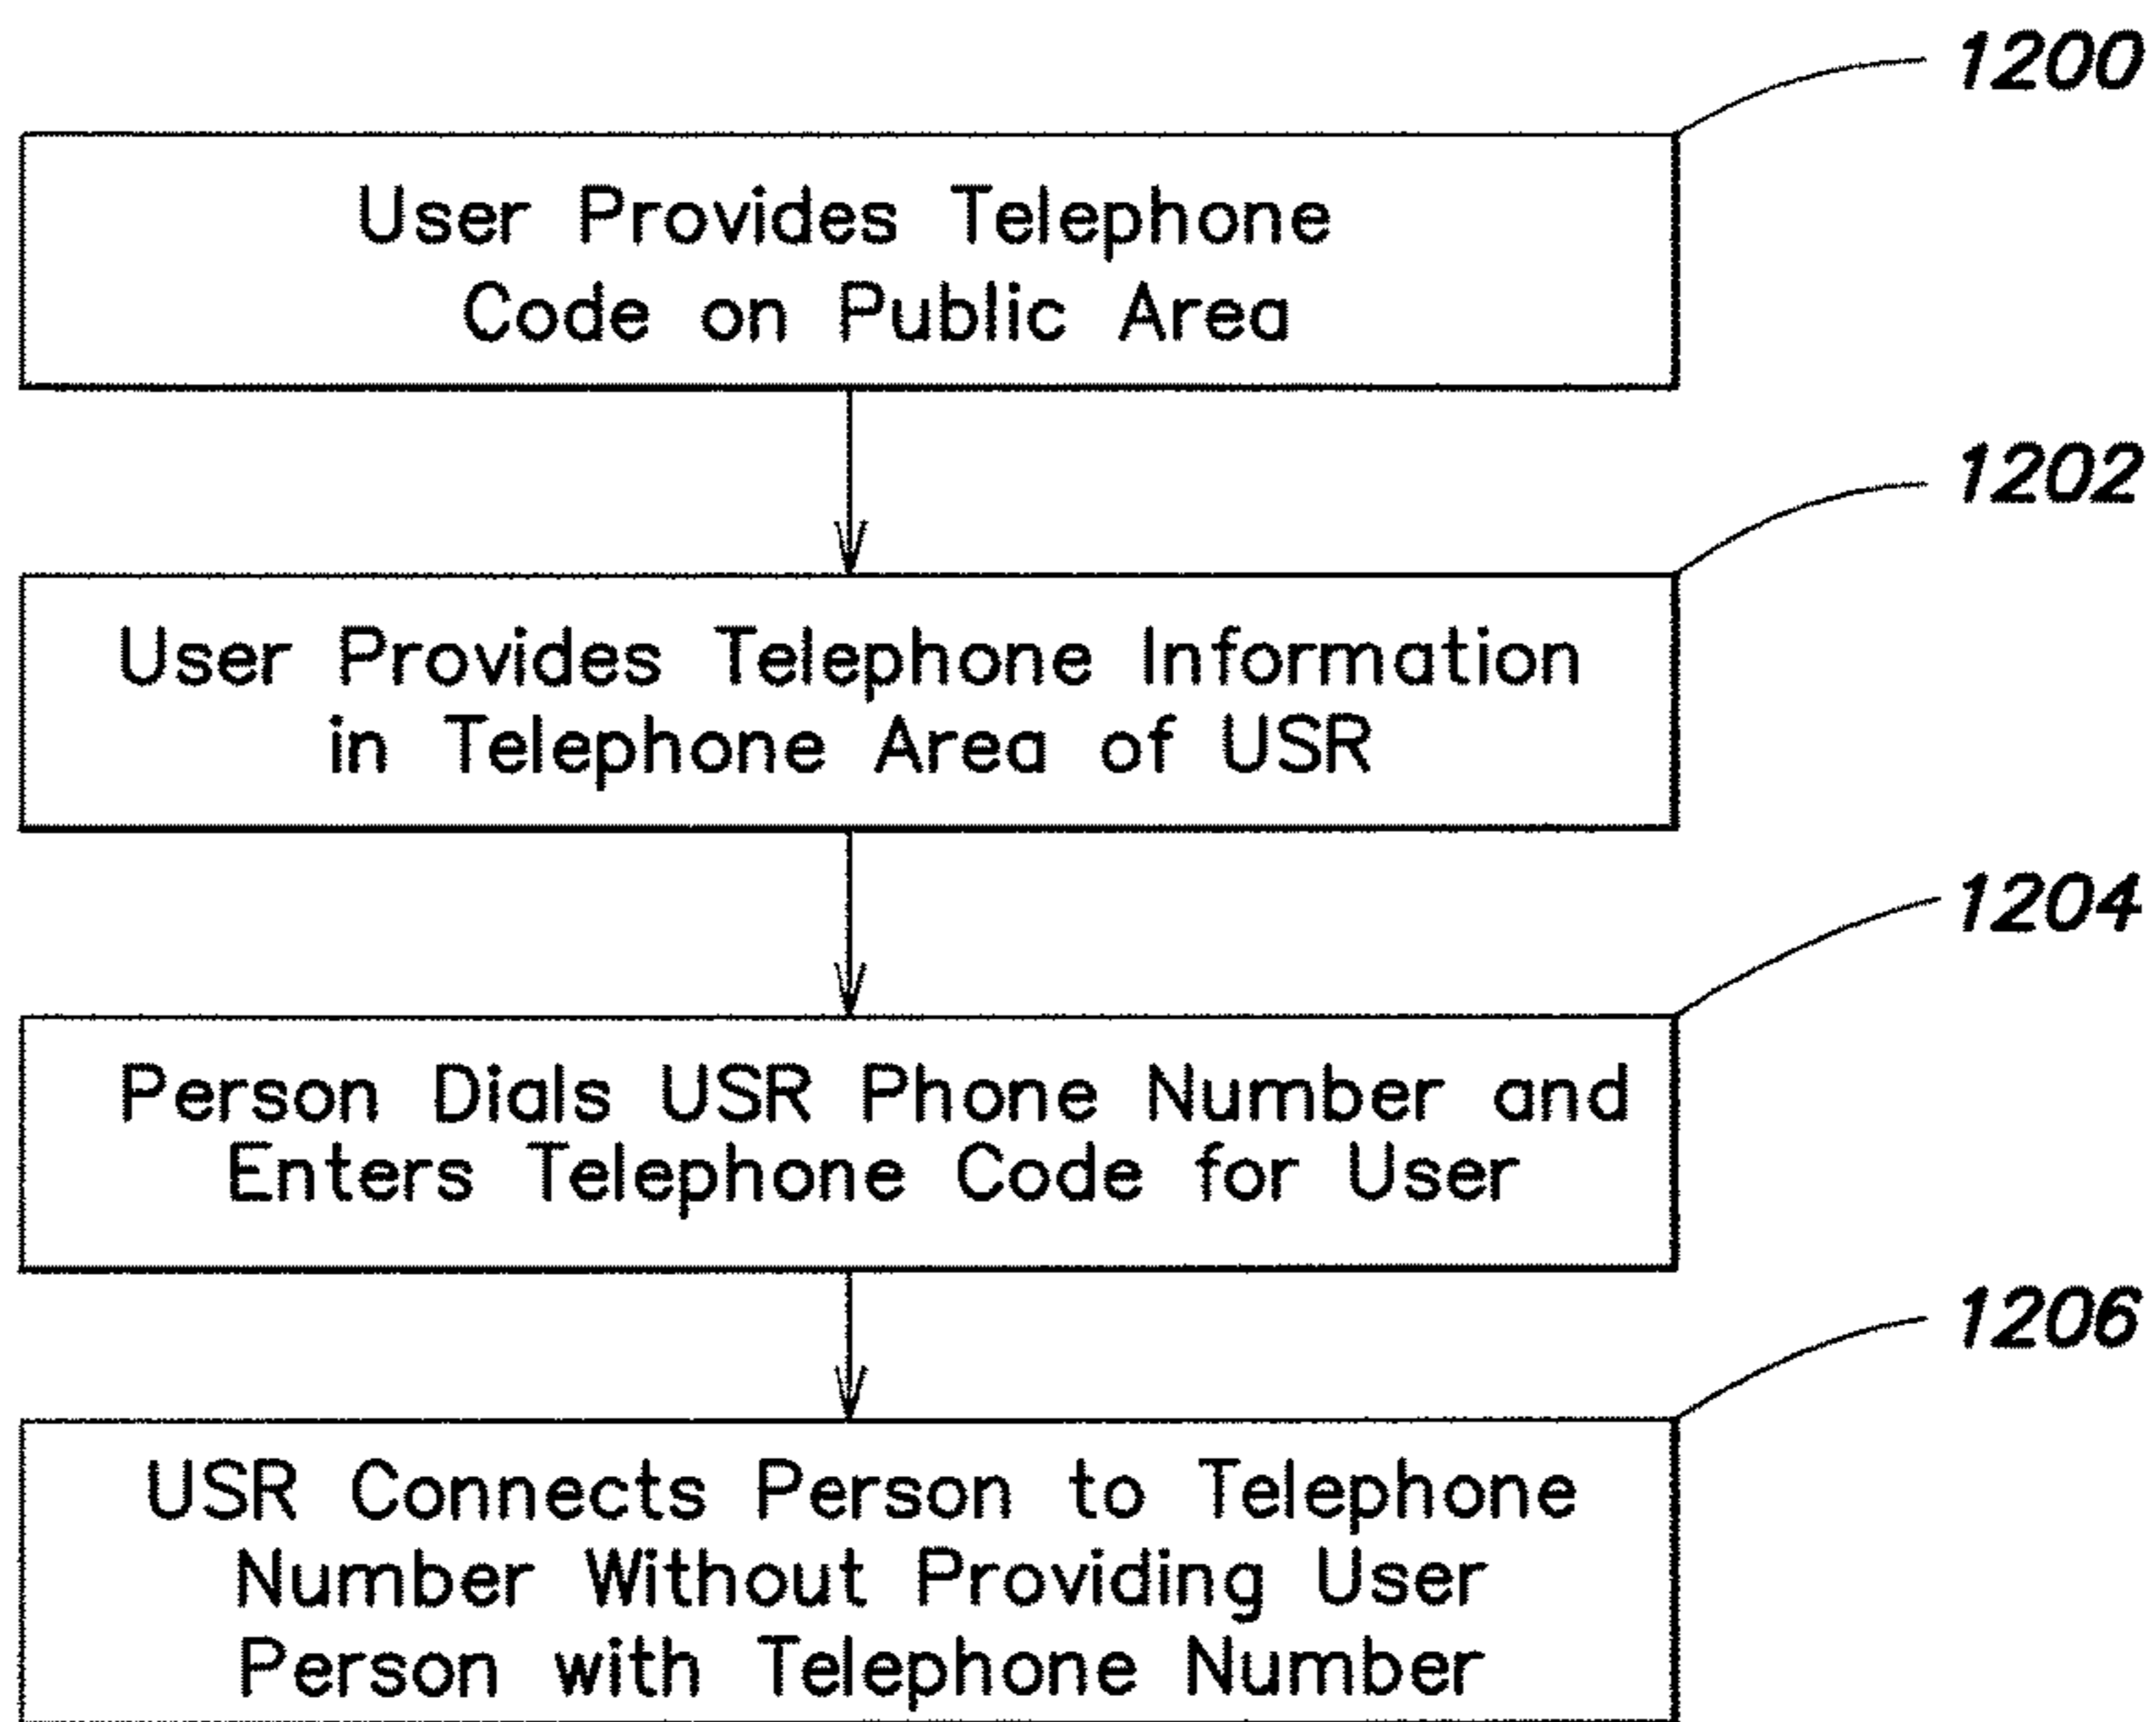 1200
User Provides Telephone
Code on Public Area
1202
User Provides Telephone Information
in Telephone Area of USR
1204
Person Dials USR Phone Number and
Enters Telephone Code for User
1206
USR Connects Person to Telephone
Number Without Providing User
Person with Telephone Number